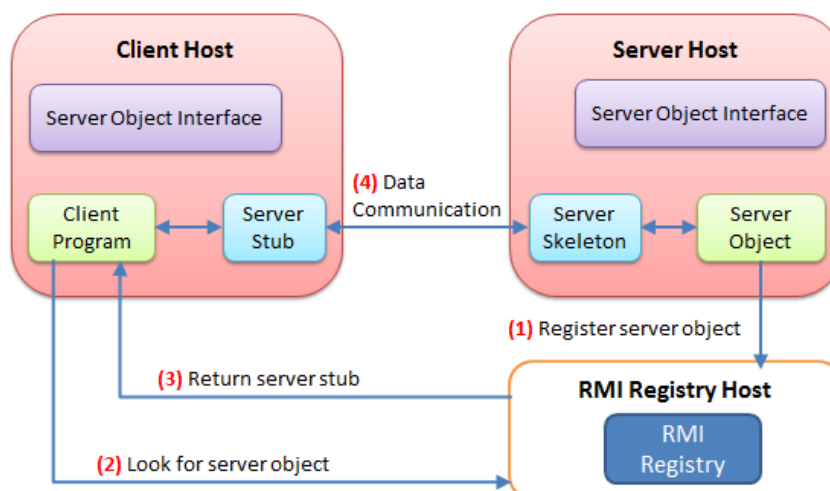 Client Host
Server Object Interface
Client
Program
Server
Stub
(4) Data
Communication
Server Host
Server Object Interface
Server
Skeleton
Server
Object
(1) Register server object
(3) Return server stub
(2) Look for server object
RMI Registry Host
RMI
Registry